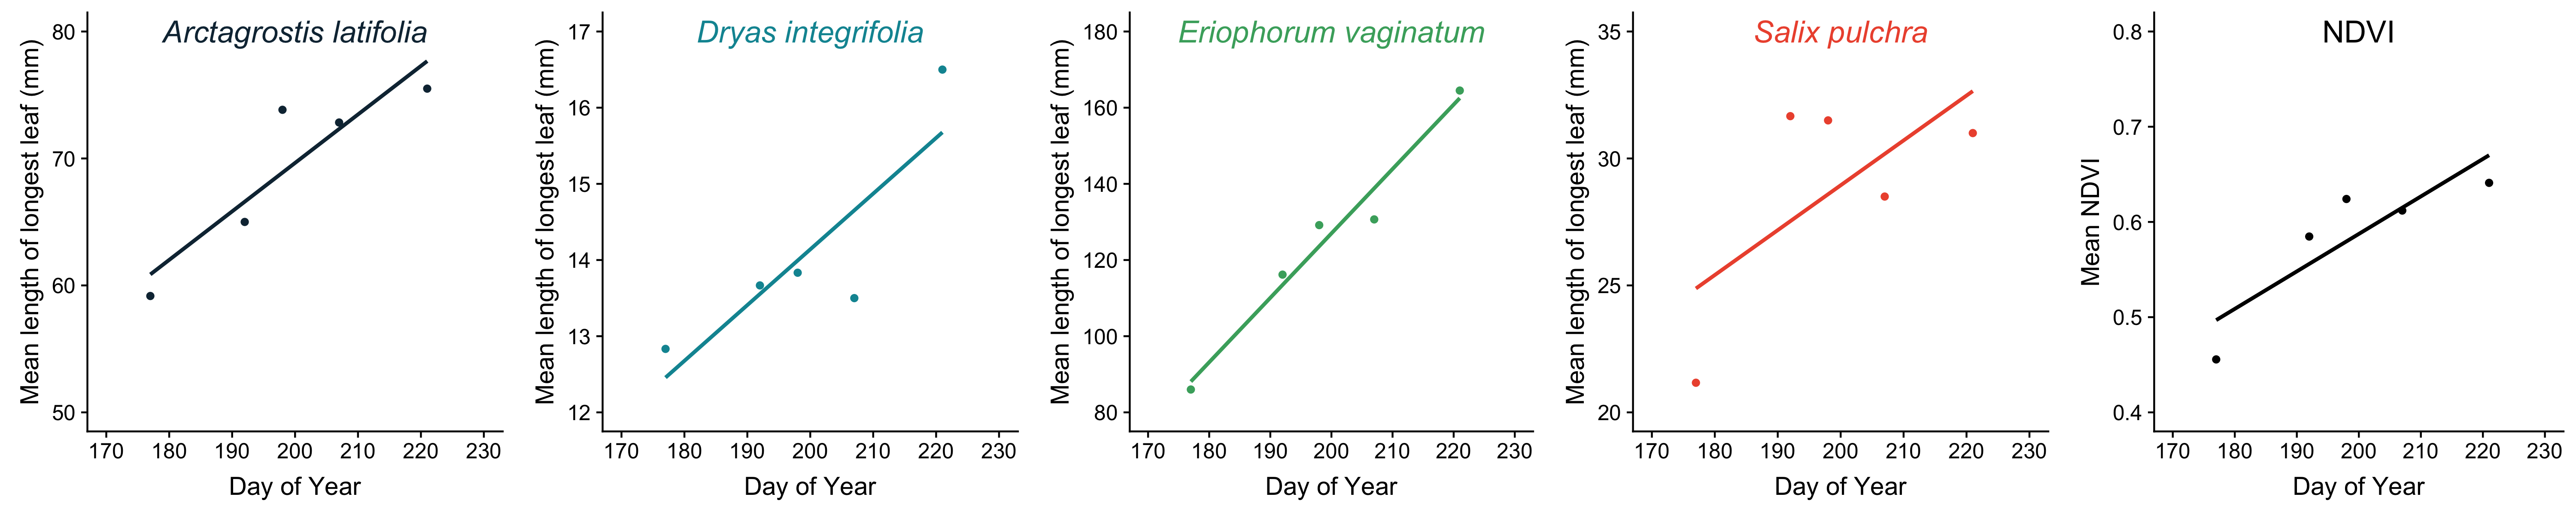 Arctagrostis latifolia
Mean length of longest leaf (mm)
80
70
60
50
170 180 190 200 210 220 230
Day of Year
Dryas integrifolia
Mean length of longest leaf (mm)
17
16
15
14
13
12
170 180 190 200 210 220 230
Day of Year
Eriophorum vaginatum
Mean length of longest leaf (mm)
180
160
140
120
100
80
170 180 190 200 210 220 230
Day of Year
Salix pulchra
Mean length of longest leaf (mm)
35
30
25
20
170 180 190 200 210 220 230
Day of Year
NDVI
Mean NDVI
0.8
0.7
0.6
0.5
0.4
170 180 190 200 210 220 230
Day of Year